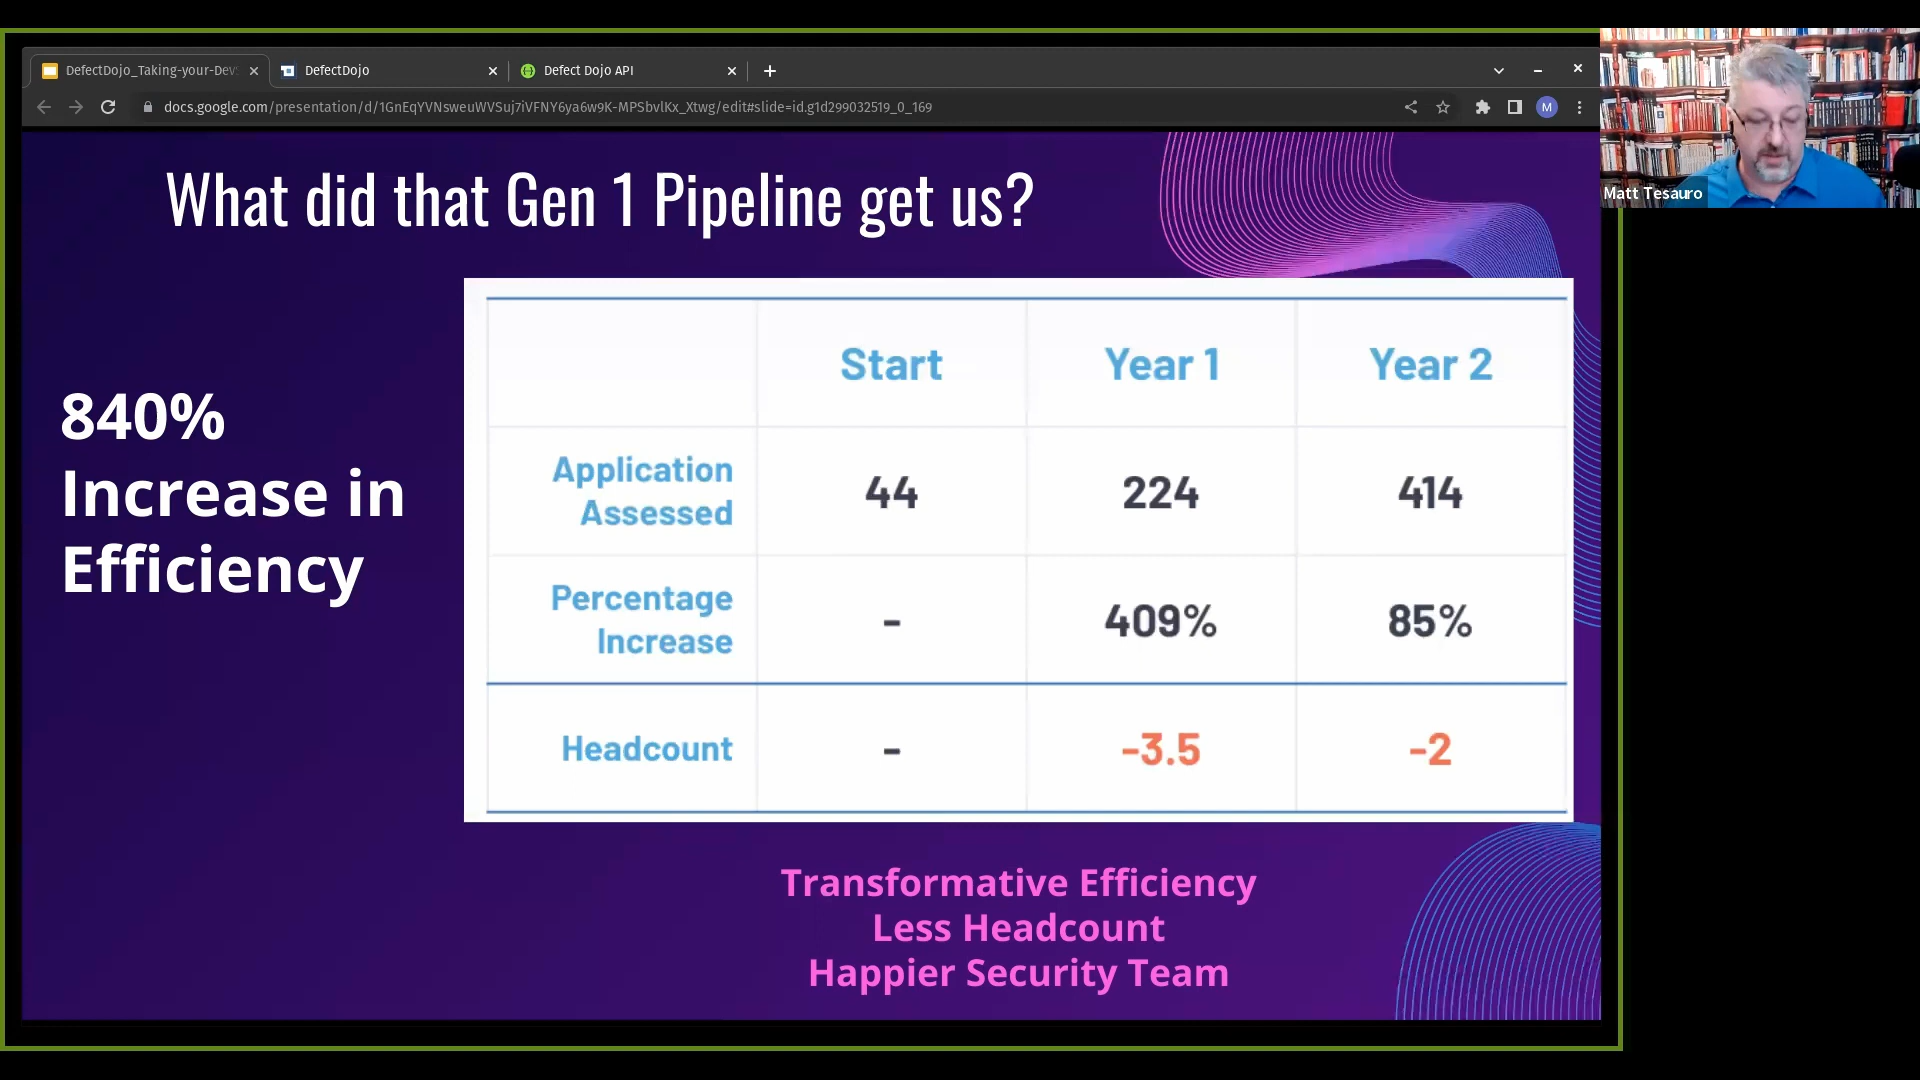 DefectDojo_Taking-your-Dev
DefectDojo
Defect Dojo API
docs.google.com/presentation/d/1GnEqYVNsweuWVSuj7iVFNY6ya6w9K-MPSbvlKx_Xtwg/edit#slide=id.g1d299032519_0_169
M
Matt Tesauro
What did that Gen 1 Pipeline get us?
840%
Increase in
Efficiency
Start Year 1 Year 2
Application
Assessed
44 224 414
Percentage
Increase
- 409% 85%
Headcount - -3.5 -2
Transformative Efficiency
Less Headcount
Happier Security Team